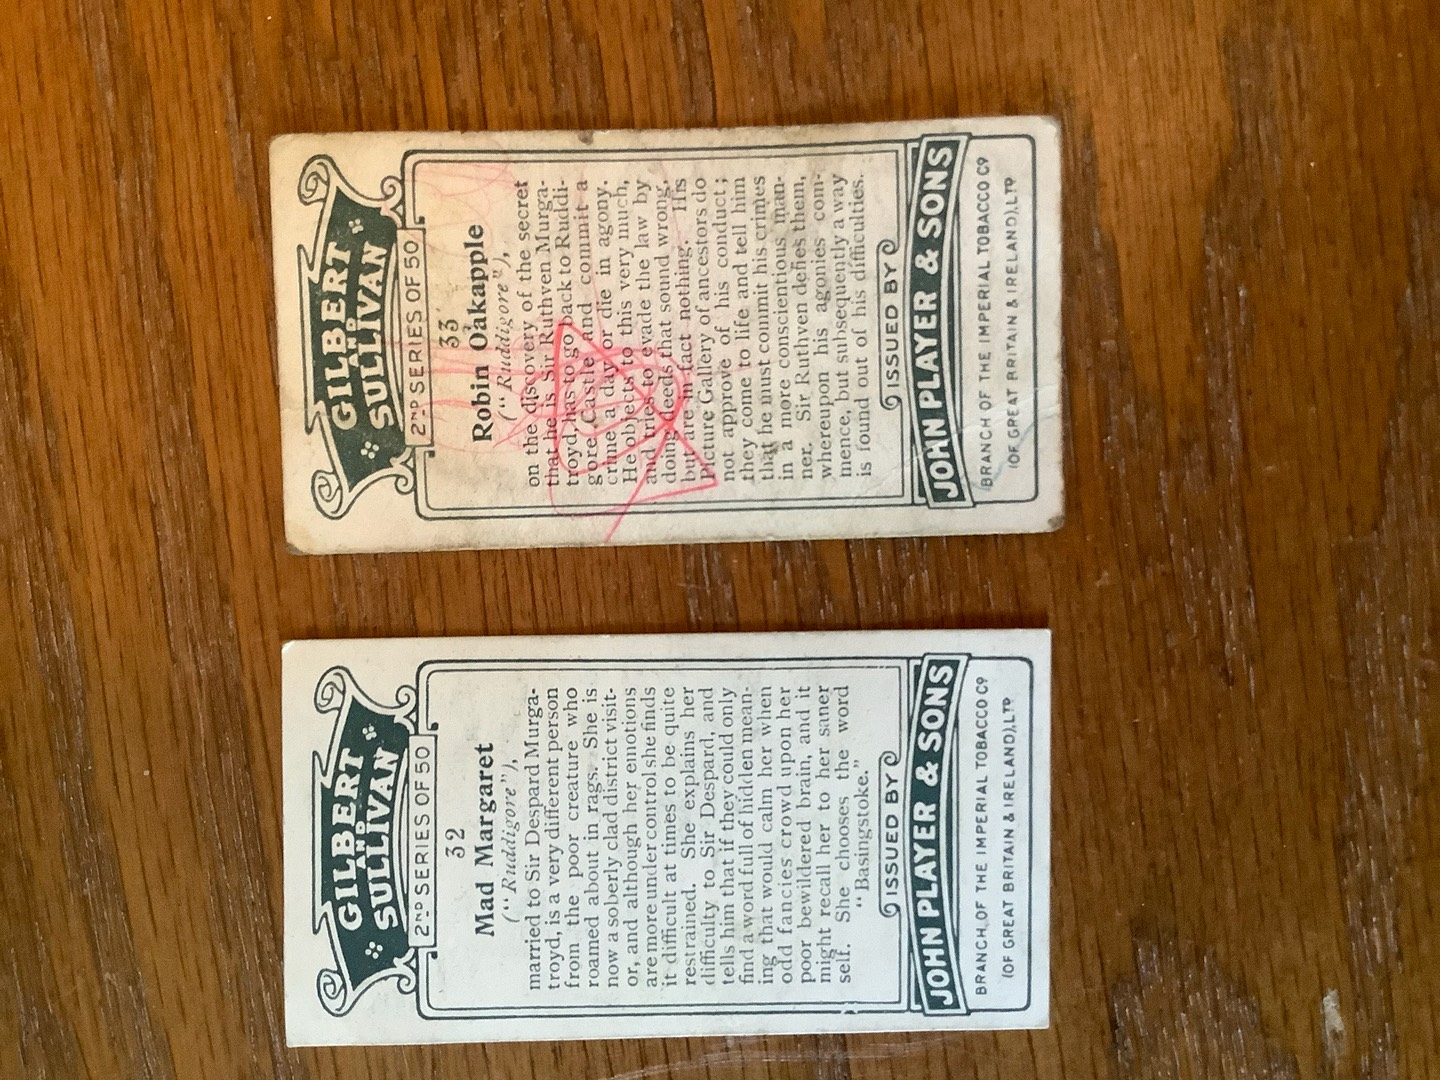 GILBERT
AND
SULLIVAN
2ND SERIES OF 50
32
Mad Margaret
("Ruddigore"),
married to Sir Despard Murga-
troyd, is a very different person
from the poor creature who
roamed about in rags. She is
now a soberly clad district visit-
or, and although her emotions
are more under control she finds
it difficult at times to be quite
restrained. She explains her
difficulty to Sir Despard, and
tells him that if they could only
find a word full of hidden mean-
ing that would calm her when
odd fancies crowd upon her
poor bewildered brain, and it
might recall her to her saner
self. She chooses the word
"Basingstoke."
ISSUED BY
JOHN PLAYER & SONS
BRANCH OF THE IMPERIAL TOBACCO CO
(OF GREAT BRITAIN & IRELAND), LTD
GILBERT
AND
SULLIVAN
2ND SERIES OF 50
33
Robin Oakapple
("Ruddigore"),
on the discovery of the secret
that he is Sir Ruthven Murga-
troyd, has to go back to Ruddi-
gore Castle and commit a
crime a day or die in agony.
He objects to this very much,
and tries to evade the law by
doing deeds that sound wrong,
but are in fact nothing. His
Picture Gallery of ancestors do
not approve of his conduct;
they come to life and tell him
that he must commit his crimes
in a more conscientious man-
ner. Sir Ruthven defies them,
whereupon his agonies com-
mence, but subsequently a way
is found out of his difficulties.
ISSUED BY
JOHN PLAYER & SONS
BRANCH OF THE IMPERIAL TOBACCO CO
(OF GREAT BRITAIN & IRELAND), LTD